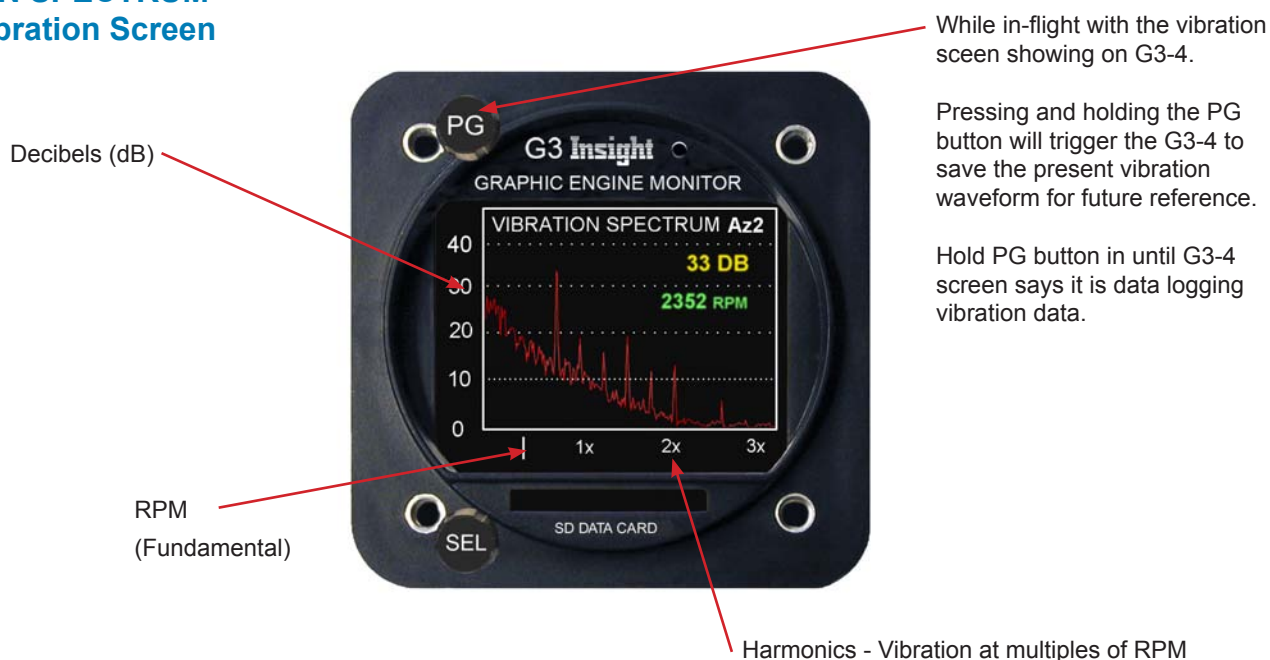 SPECTRUM
bration Screen
While in-flight with the vibration
sceen showing on G3-4.
Pressing and holding the PG
button will trigger the G3-4 to
save the present vibration
waveform for future reference.
Hold PG button in until G3-4
screen says it is data logging
vibration data.
Decibels (dB)
PG
G3 Insight
GRAPHIC ENGINE MONITOR
VIBRATION SPECTRUM Az2
40
33 DB
30
2352 RPM
20
10
0
1x 2x 3x
RPM
(Fundamental)
SD DATA CARD
SEL
Harmonics - Vibration at multiples of RPM